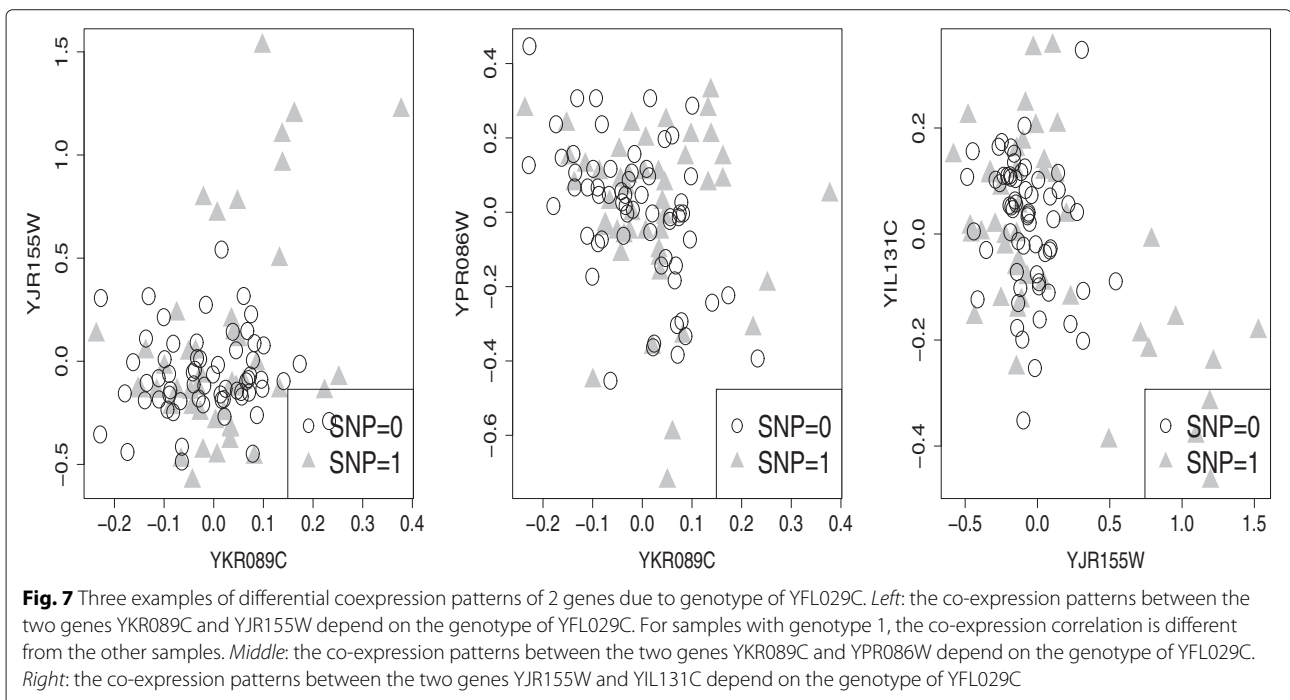 YJR155W
1.5
1.0
0.5
0.0
−0.5
−0.2 −0.1 0.0 0.1 0.2 0.3 0.4
YKR089C
SNP=0
SNP=1
YPR086W
0.4
0.2
0.0
−0.2
−0.4
−0.6
−0.2 −0.1 0.0 0.1 0.2 0.3 0.4
YKR089C
SNP=0
SNP=1
YIL131C
0.2
0.0
−0.2
−0.4
−0.5 0.0 0.5 1.0 1.5
YJR155W
SNP=0
SNP=1
Fig. 7 Three examples of differential coexpression patterns of 2 genes due to genotype of YFL029C. Left: the co-expression patterns between the
two genes YKR089C and YJR155W depend on the genotype of YFL029C. For samples with genotype 1, the co-expression correlation is different
from the other samples. Middle: the co-expression patterns between the two genes YKR089C and YPR086W depend on the genotype of YFL029C.
Right: the co-expression patterns between the two genes YJR155W and YIL131C depend on the genotype of YFL029C